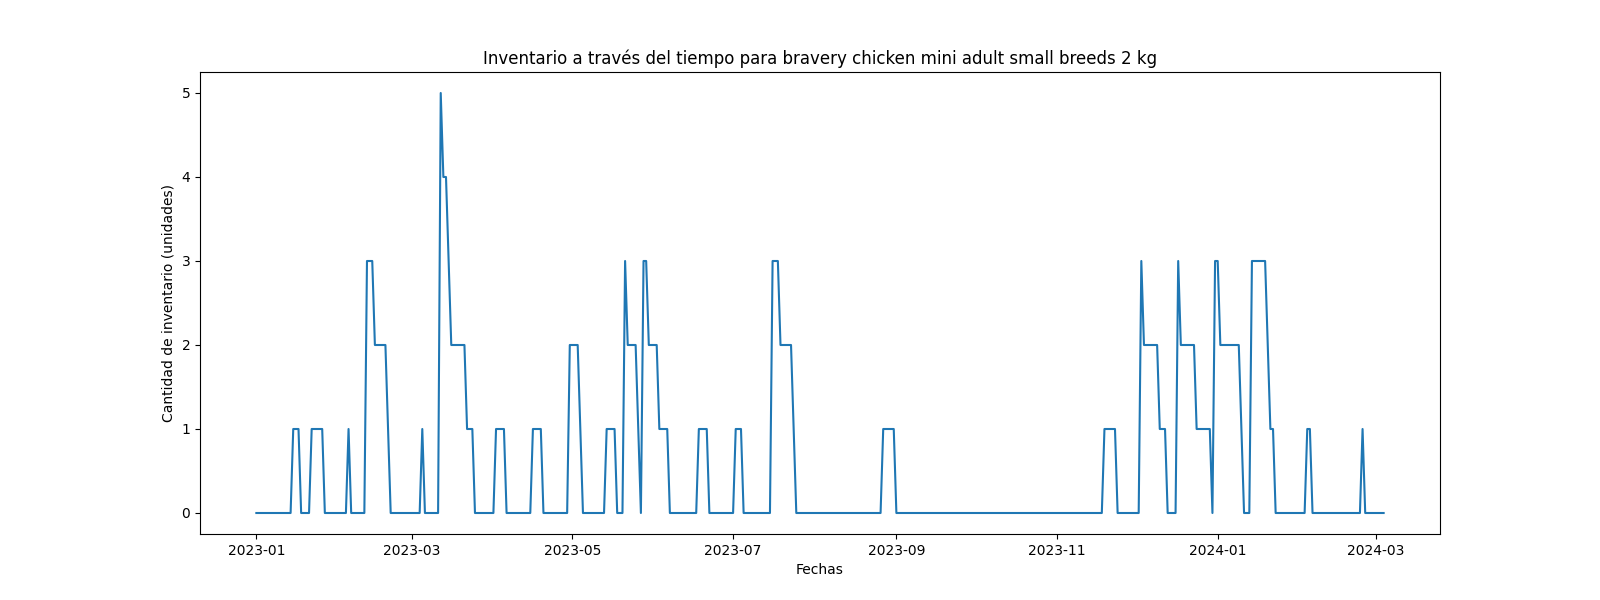 Inventario a través del tiempo para bravery chicken mini adult small breeds 2 kg
Cantidad de inventario (unidades)
5
4
3
2
1
0
2023-01 2023-03 2023-05 2023-07 2023-09 2023-11 2024-01 2024-03
Fechas